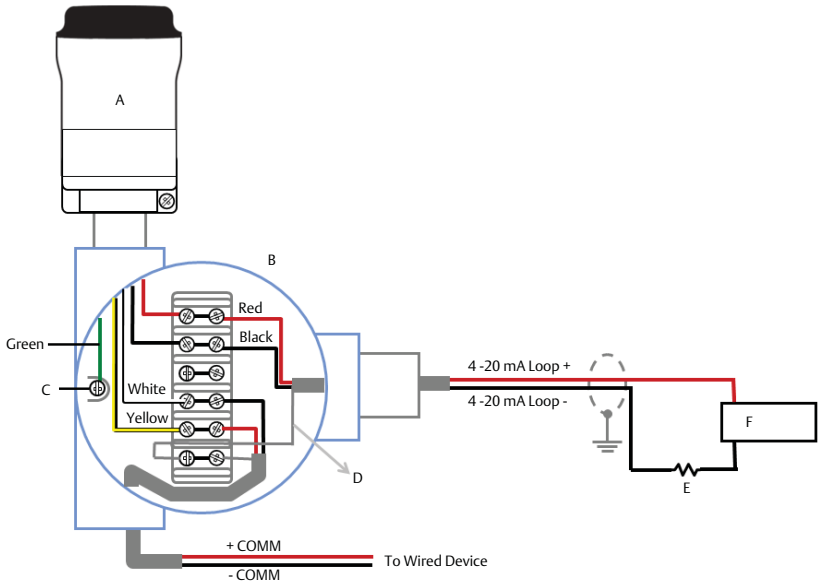 A
B
Red
Black
Green
C
White
Yellow
D
4 -20 mA Loop +
4 -20 mA Loop -
F
E
+ COMM
- COMM
To Wired Device